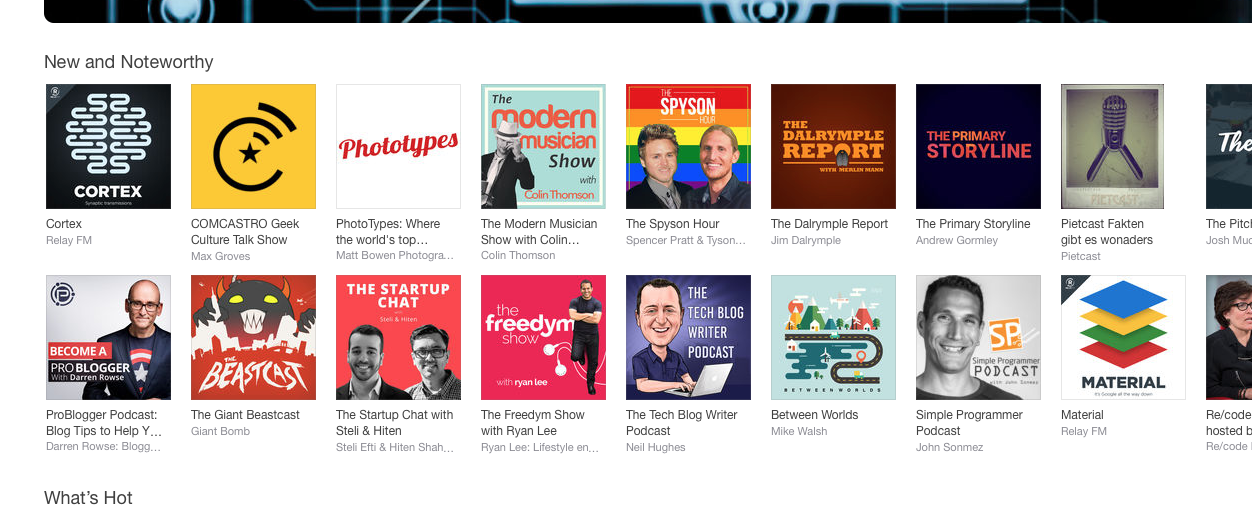 New and Noteworthy
CORTEX
Synaptic transmissions
Phototypes
The
modern
musician
Show
with
Colin Thomson
THE
SPYSON
HOUR
THE
DALRYMPLE
REPORT
WITH MERLIN MANN
THE PRIMARY
STORYLINE
PIETCAST
The
Cortex
Relay FM
COMCASTRO Geek
Culture Talk Show
Max Groves
PhotoTypes: Where
the world's top…
Matt Bowen Photogra…
The Modern Musician
Show with Colin…
Colin Thomson
The Spyson Hour
Spencer Pratt & Tyson…
The Dalrymple Report
Jim Dalrymple
The Primary Storyline
Andrew Gormley
Pietcast Fakten
gibt es wonaders
Pietcast
The Pitch
Josh Muc
BECOME A
PROBLOGGER
With Darren Rowse
THE
BEASTCAST
THE STARTUP
CHAT
with
Steli & Hiten
the
freedym
show
with ryan lee
THE
TECH BLOG
WRITER
PODCAST
BETWEEN WORLDS
SP
Simple Programmer
PODCAST
with John Sonmez
MATERIAL
It's Google all the way down
ProBlogger Podcast:
Blog Tips to Help Y…
Darren Rowse: Blogg…
The Giant Beastcast
Giant Bomb
The Startup Chat with
Steli & Hiten
Steli Efti & Hiten Shah…
The Freedym Show
with Ryan Lee
Ryan Lee: Lifestyle en…
The Tech Blog Writer
Podcast
Neil Hughes
Between Worlds
Mike Walsh
Simple Programmer
Podcast
John Sonmez
Material
Relay FM
Re/code
hosted b
Re/code
What's Hot